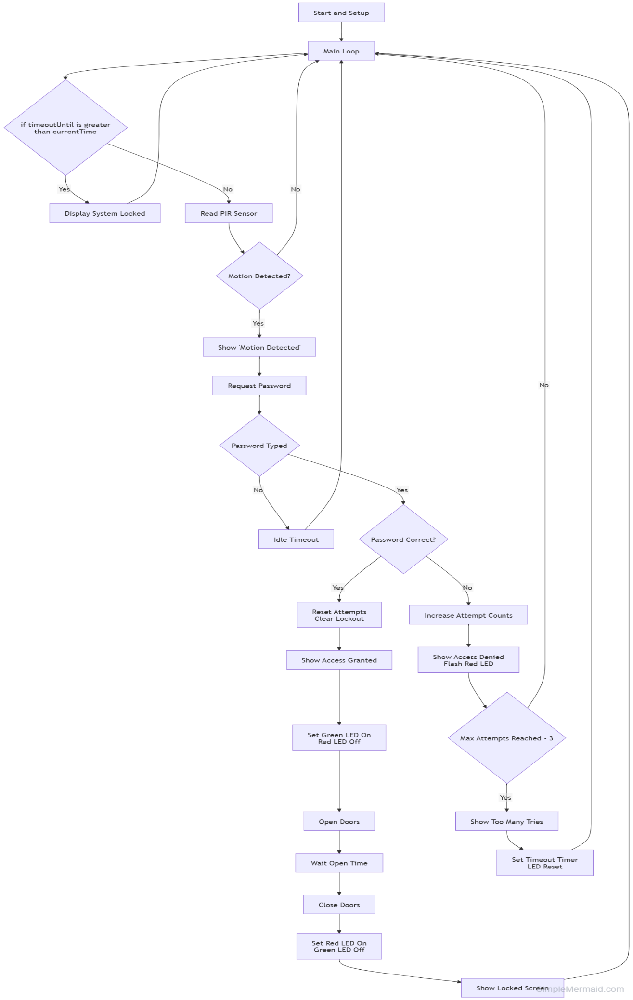 Start and Setup
Main Loop
if timeoutUntil is greater
than currentTime
Yes
No
No
Display System Locked
Read PIR Sensor
Motion Detected?
Yes
Show 'Motion Detected'
Request Password
No
Password Typed
No
Yes
Idle Timeout
Password Correct?
Yes
No
Reset Attempts
Clear Lockout
Increase Attempt Counts
Show Access Granted
Show Access Denied
Flash Red LED
Set Green LED On
Red LED Off
Max Attempts Reached - 3
Yes
Open Doors
Show Too Many Tries
Wait Open Time
Set Timeout Timer
LED Reset
Close Doors
Set Red LED On
Green LED Off
Show Locked Screen
SimpleMermaid.com